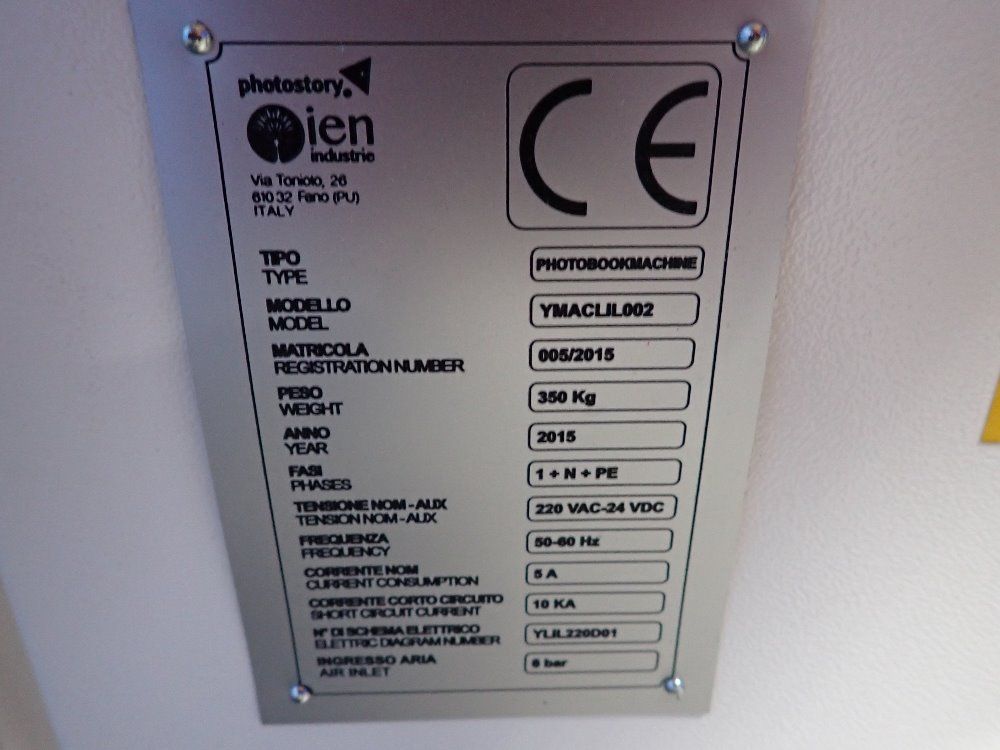 photostory.
ien
industrie
Via Toniolo, 26
61032 Fano (PU)
ITALY
CE
TIPO
TYPE
PHOTOBOOKMACHINE
MODELLO
MODEL
YMACLIL002
MATRICOLA
REGISTRATION NUMBER
005/2015
PESO
WEIGHT
350 Kg
ANNO
YEAR
2015
FASI
PHASES
1 + N + PE
TENSIONE NOM - AUX
TENSION NOM - AUX
220 VAC-24 VDC
FREQUENZA
FREQUENCY
50-60 Hz
CORRENTE NOM
CURRENT CONSUMPTION
5 A
CORRENTE CORTO CIRCUITO
SHORT CIRCUIT CURRENT
10 KA
N° DI SCHEMA ELETTRICO
ELETTRIC DIAGRAM NUMBER
YLIL220D01
INGRESSO ARIA
AIR INLET
6 bar